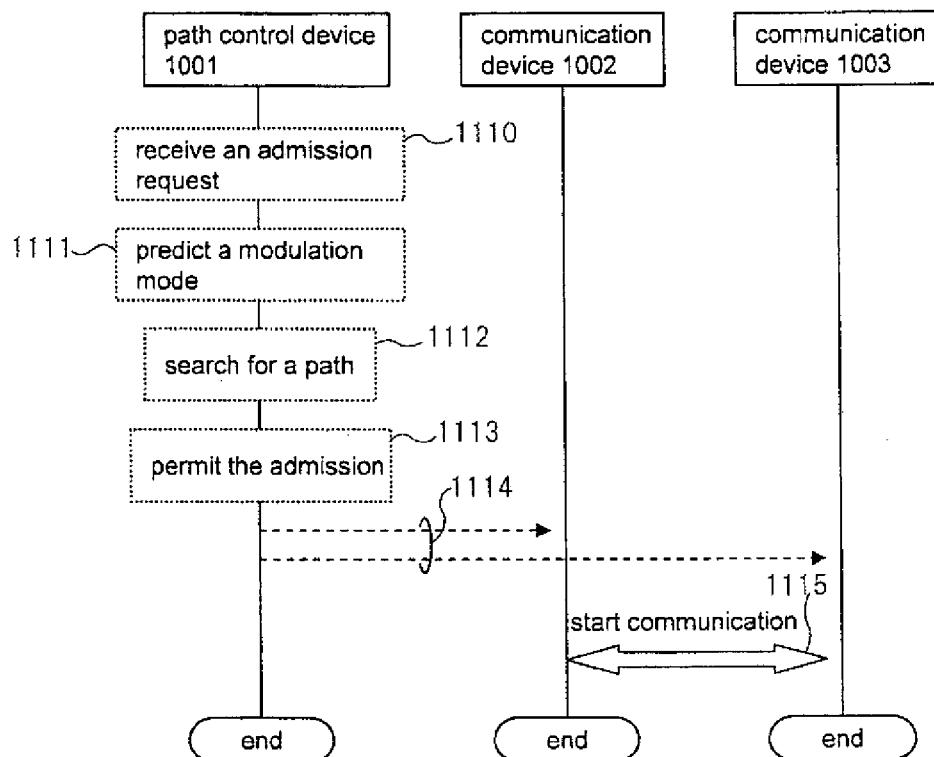 path control device
1001
communication
device 1002
communication
device 1003
1110
receive an admission
request
1111
predict a modulation
mode
1112
search for a path
1113
permit the admission
1114
1115
start communication
end
end
end